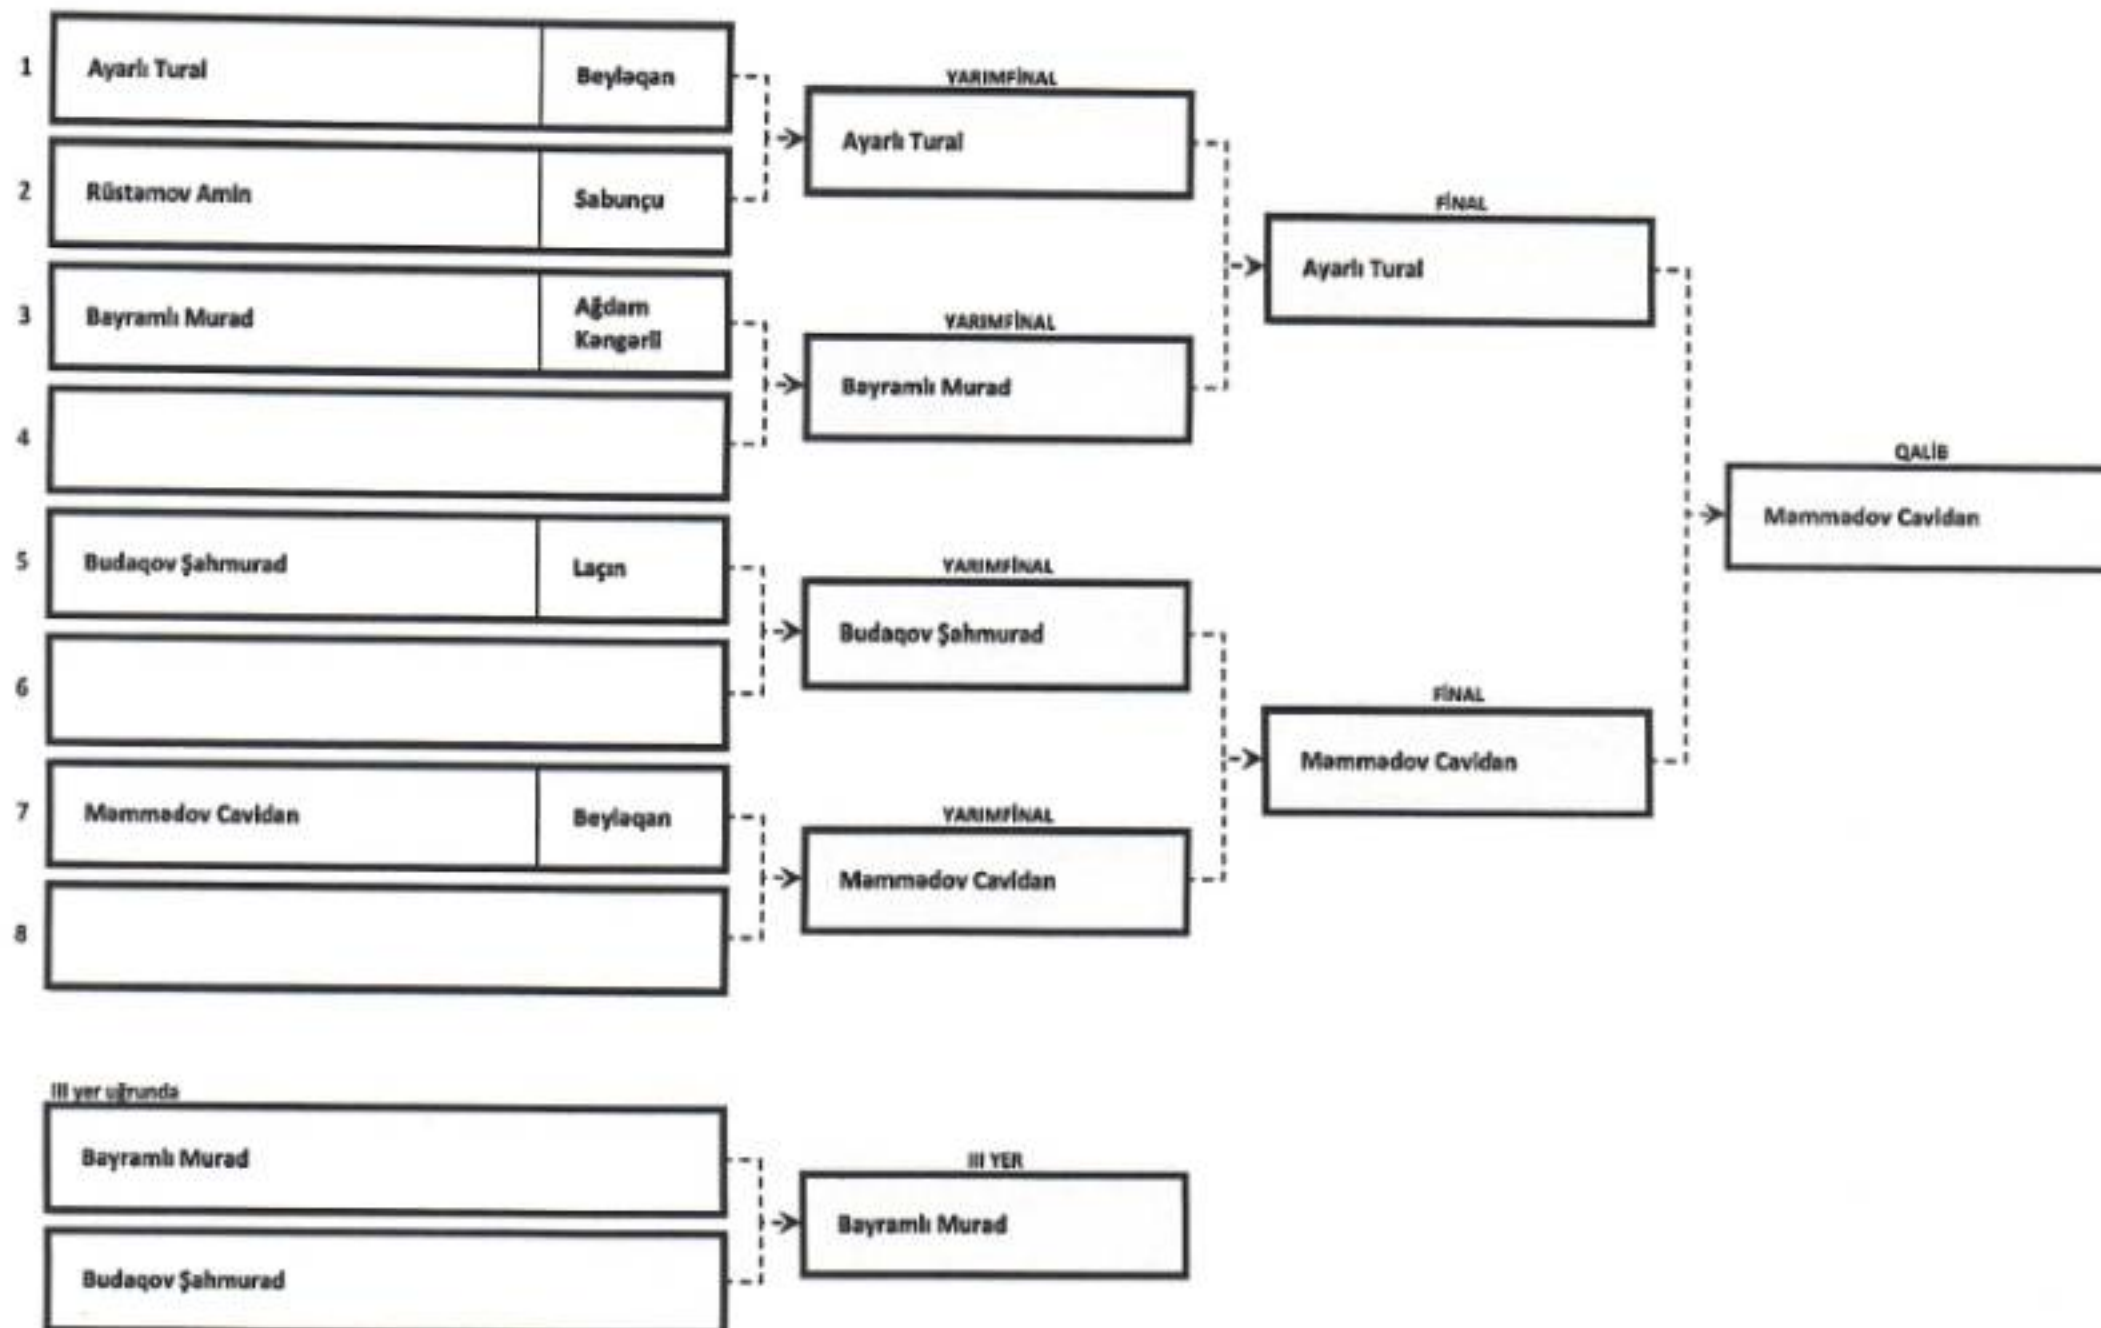 1 Ayarlı Tural Beyləqan
2 Rüstəmov Amin Sabunçu
3 Bayramlı Murad Ağdam
Kəngərli
4
5 Budaqov Şahmurad Laçın
6
7 Məmmədov Cavidan Beyləqan
8
YARIMFİNAL
Ayarlı Tural
YARIMFİNAL
Bayramlı Murad
YARIMFİNAL
Budaqov Şahmurad
YARIMFİNAL
Məmmədov Cavidan
FİNAL
Ayarlı Tural
FİNAL
Məmmədov Cavidan
QALİB
Məmmədov Cavidan
III yer uğrunda
Bayramlı Murad
Budaqov Şahmurad
III YER
Bayramlı Murad